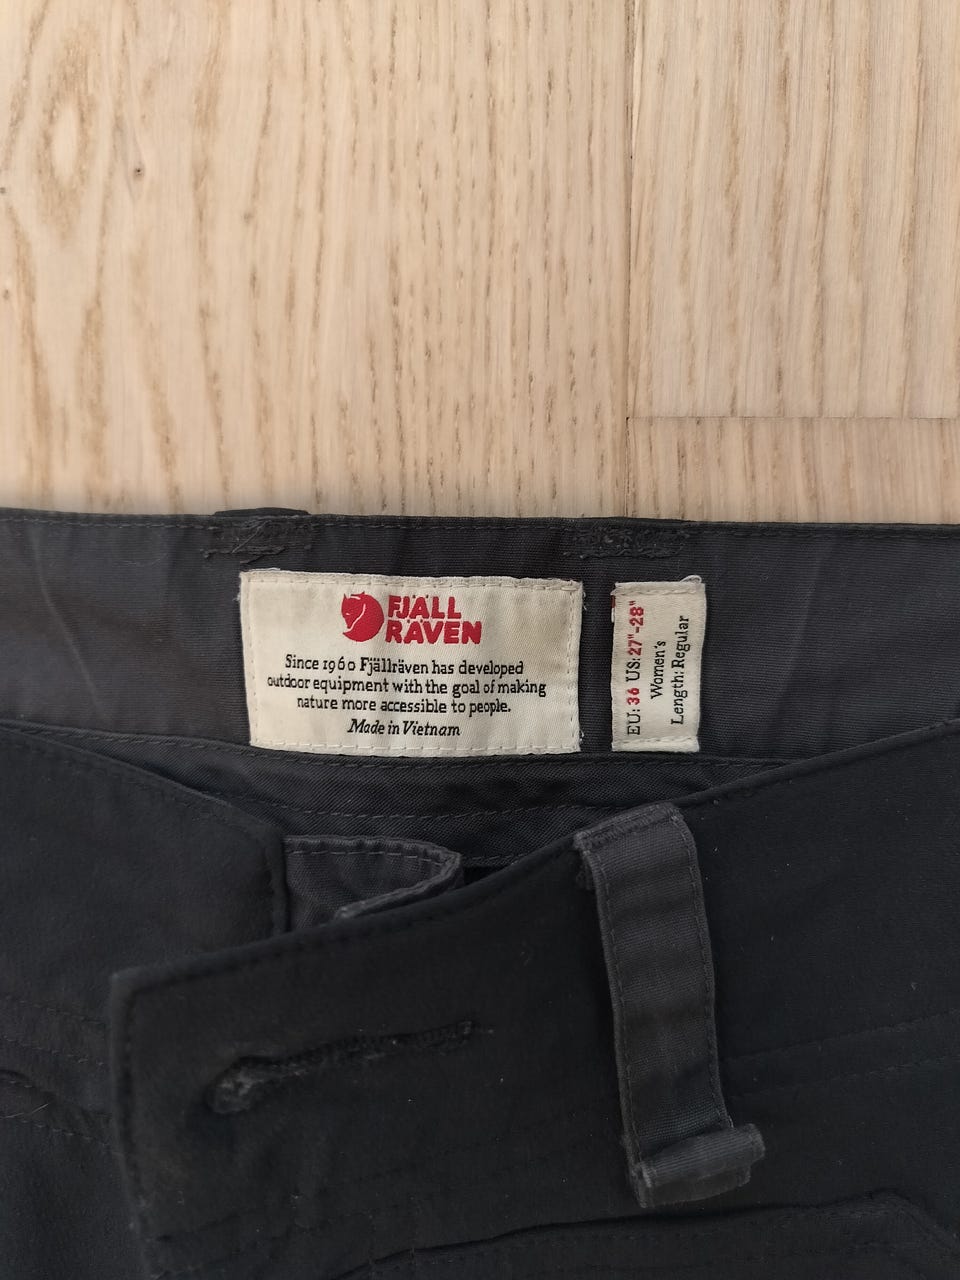 FJÄLL
RÄVEN
Since 1960 Fjällräven has developed
outdoor equipment with the goal of making
nature more accessible to people.
Made in Vietnam
EU: 36 US: 27"-28"
Women's
Length: Regular